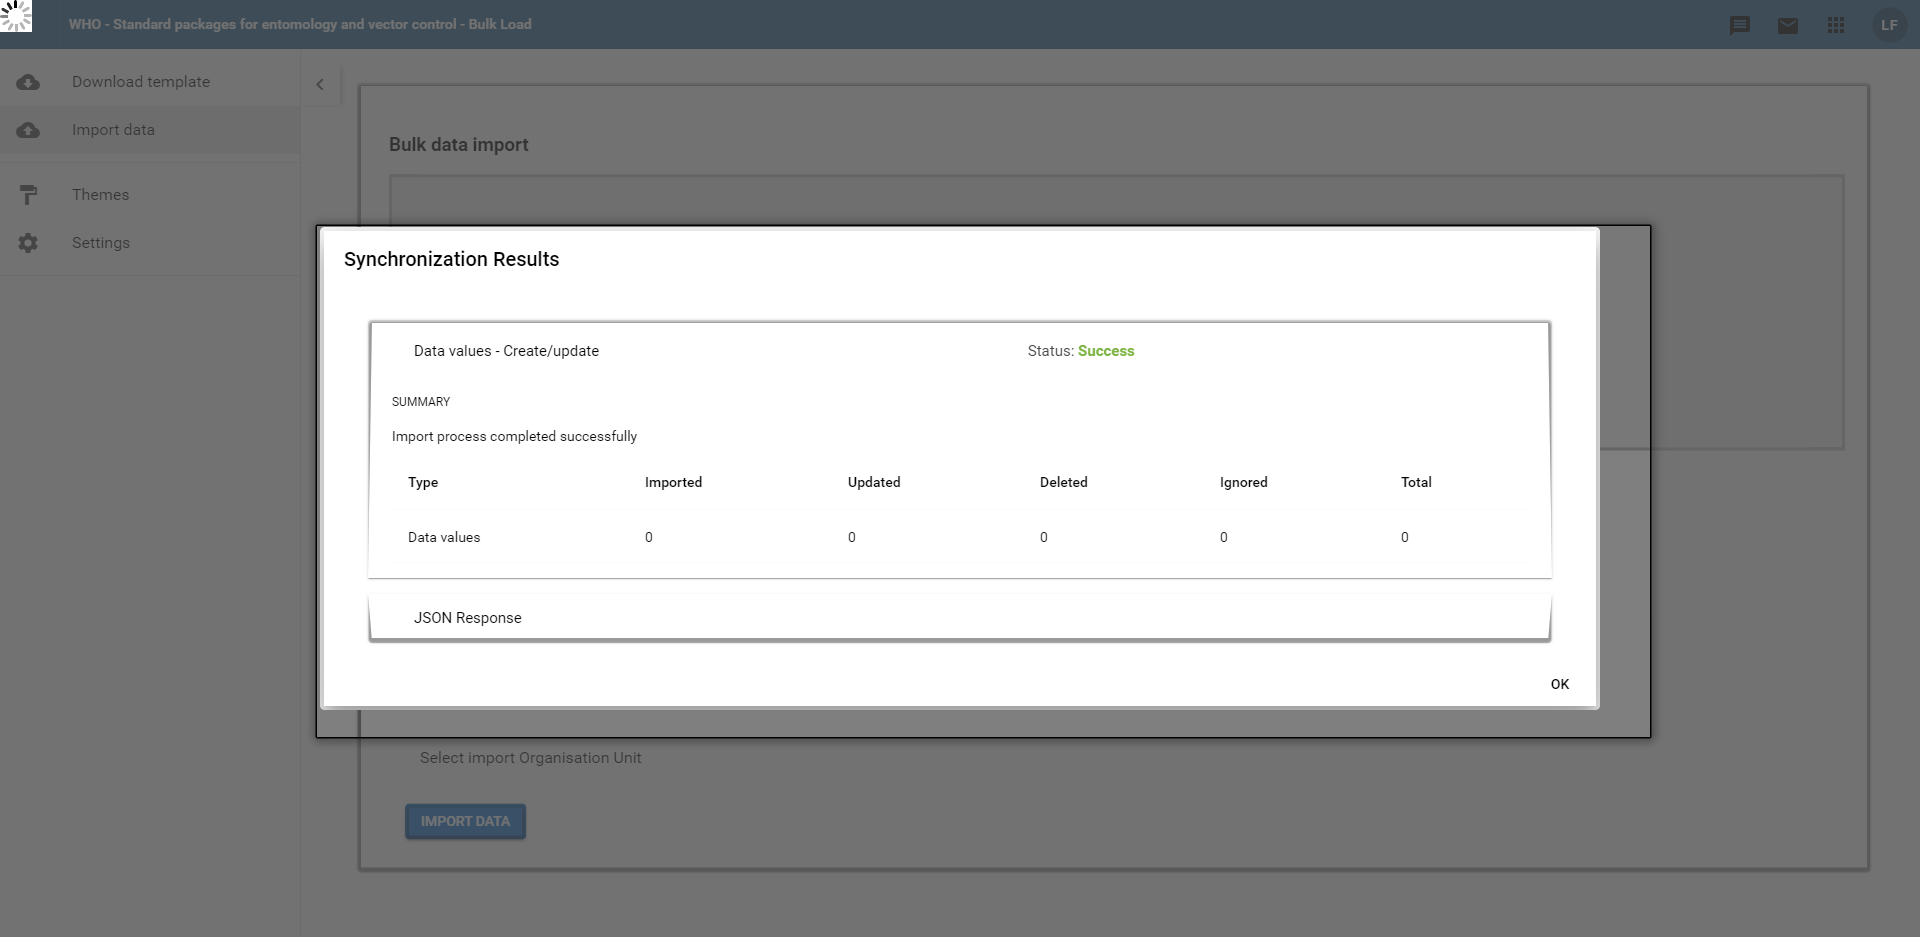 WHO - Standard packages for entomology and vector control - Bulk Load
LF
Download template
Import data
Themes
Settings
Bulk data import
Synchronization Results
Data values - Create/update
Status: Success
SUMMARY
Import process completed successfully
Type Imported Updated Deleted Ignored Total
Data values 0 0 0 0 0
JSON Response
OK
Select import Organisation Unit
IMPORT DATA